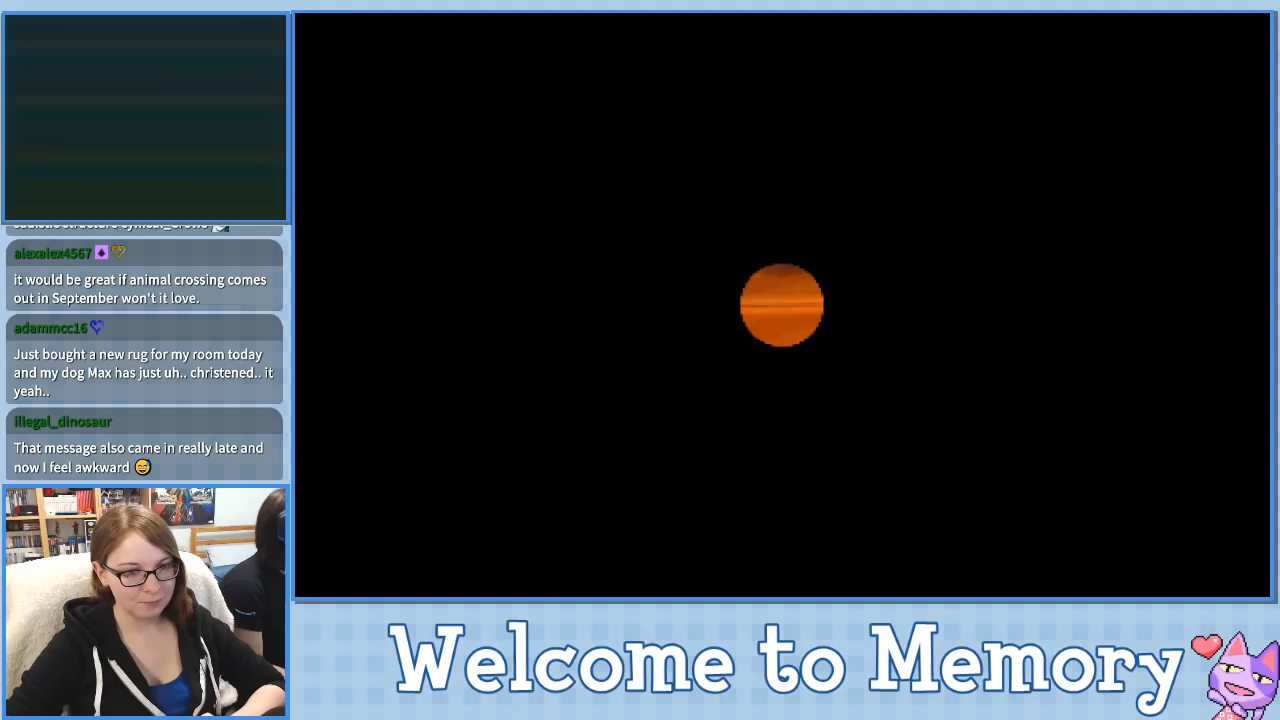 alexalex4567
it would be great if animal crossing comes
out in September won't it love.
adammcc16
Just bought a new rug for my room today
and my dog Max has just uh.. christened.. it
yeah..
illegal_dinosaur
That message also came in really late and
now I feel awkward 😅
Welcome to Memory